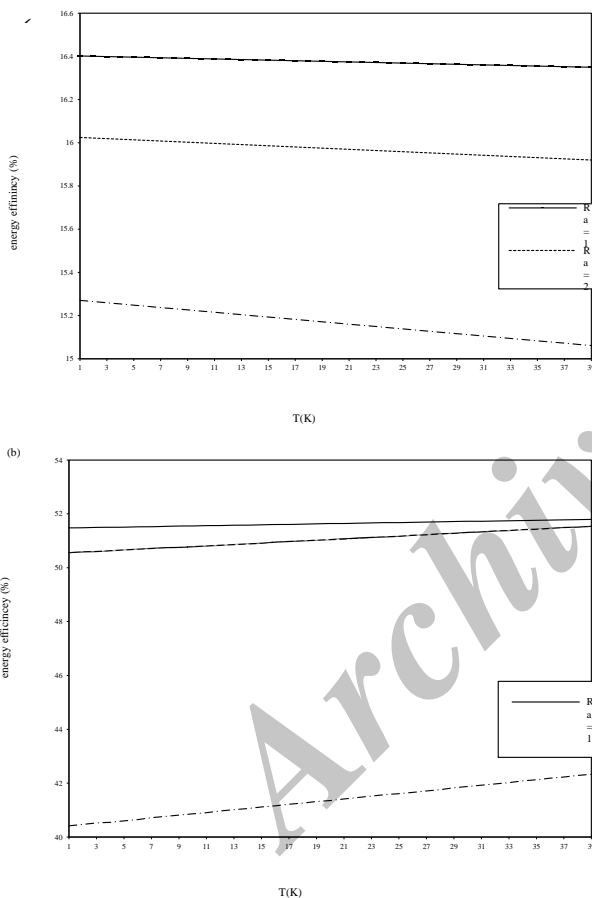 16.6
16.4
16.2
16
15.8
15.6
15.4
15.2
15
energy effinincy (%)
1 3 5 7 9 11 13 15 17 19 21 23 25 27 29 31 33 35 37 39
T(K)
R
a
=
1
R
a
=
2
(b)
54
52
50
48
46
44
42
40
energy efficincey (%)
1 3 5 7 9 11 13 15 17 19 21 23 25 27 29 31 33 35 37 39
T(K)
R
a
=
1
Archi